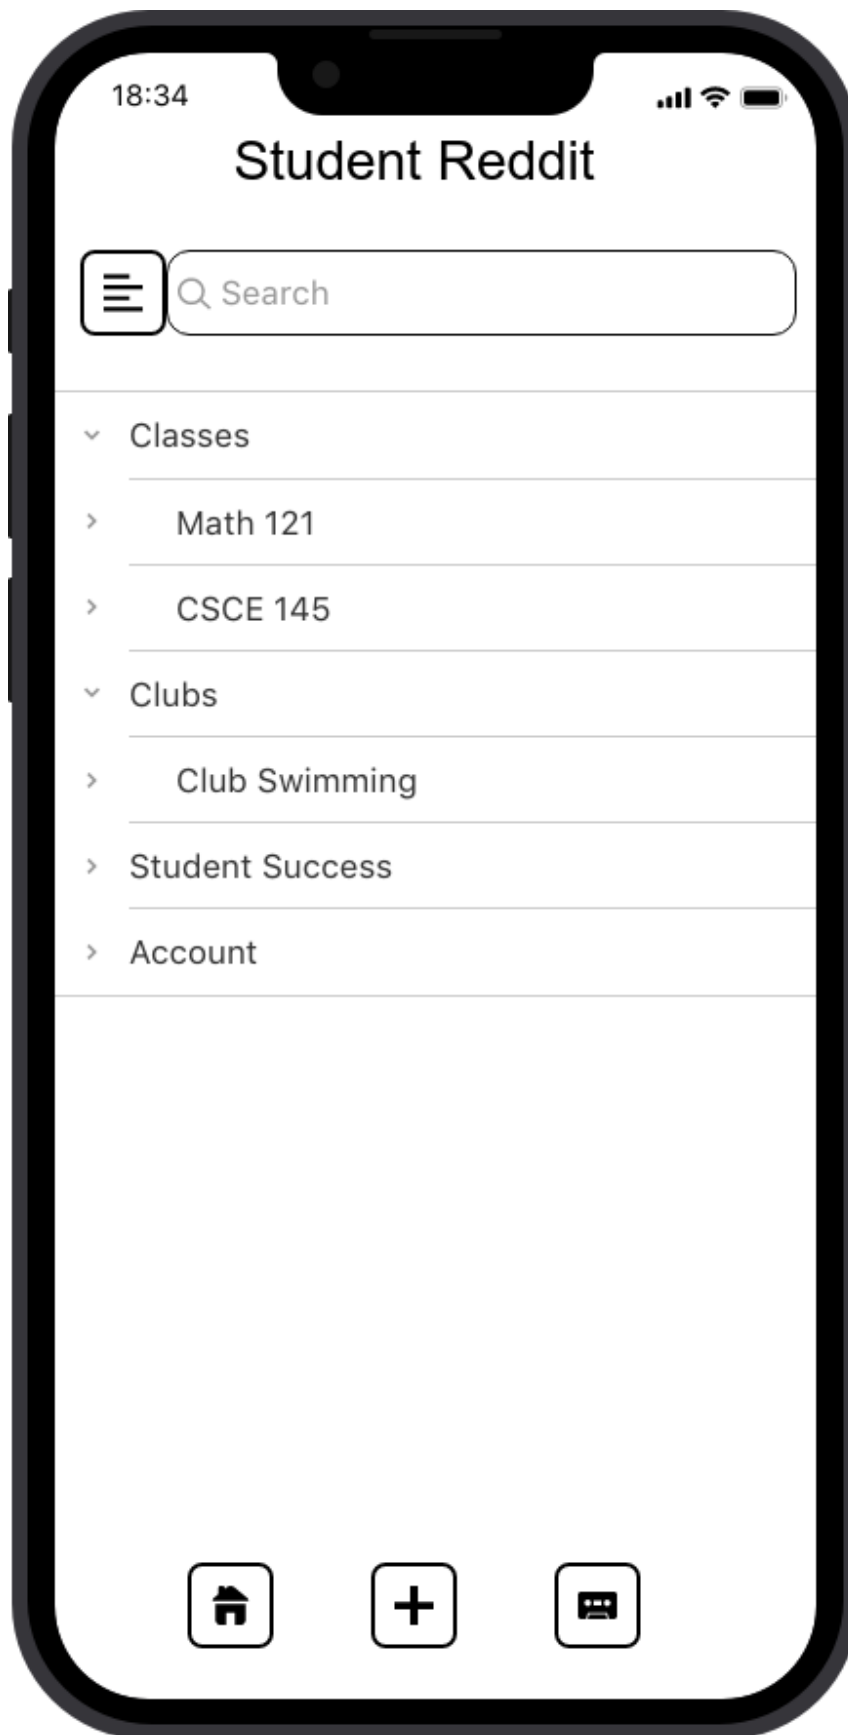 18:34
Student Reddit
Search
Classes
Math 121
CSCE 145
Clubs
Club Swimming
Student Success
Account